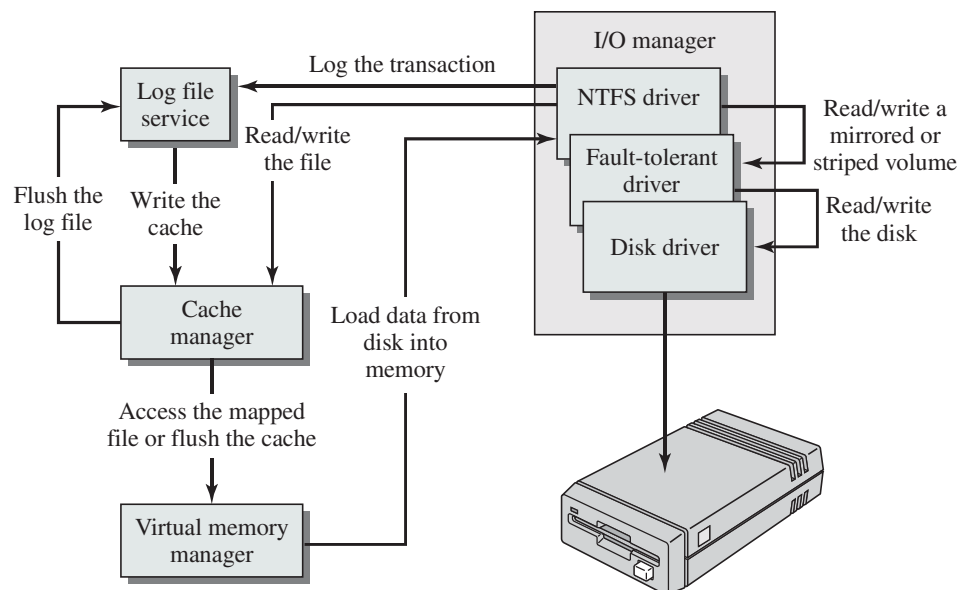 I/O manager
Log the transaction
NTFS driver
Log file
service
Read/write
the file
Read/write a
mirrored or
striped volume
Fault-tolerant
driver
Flush the
log file
Write the
cache
Read/write
the disk
Disk driver
Cache
manager
Load data from
disk into
memory
Access the mapped
file or flush the cache
Virtual memory
manager